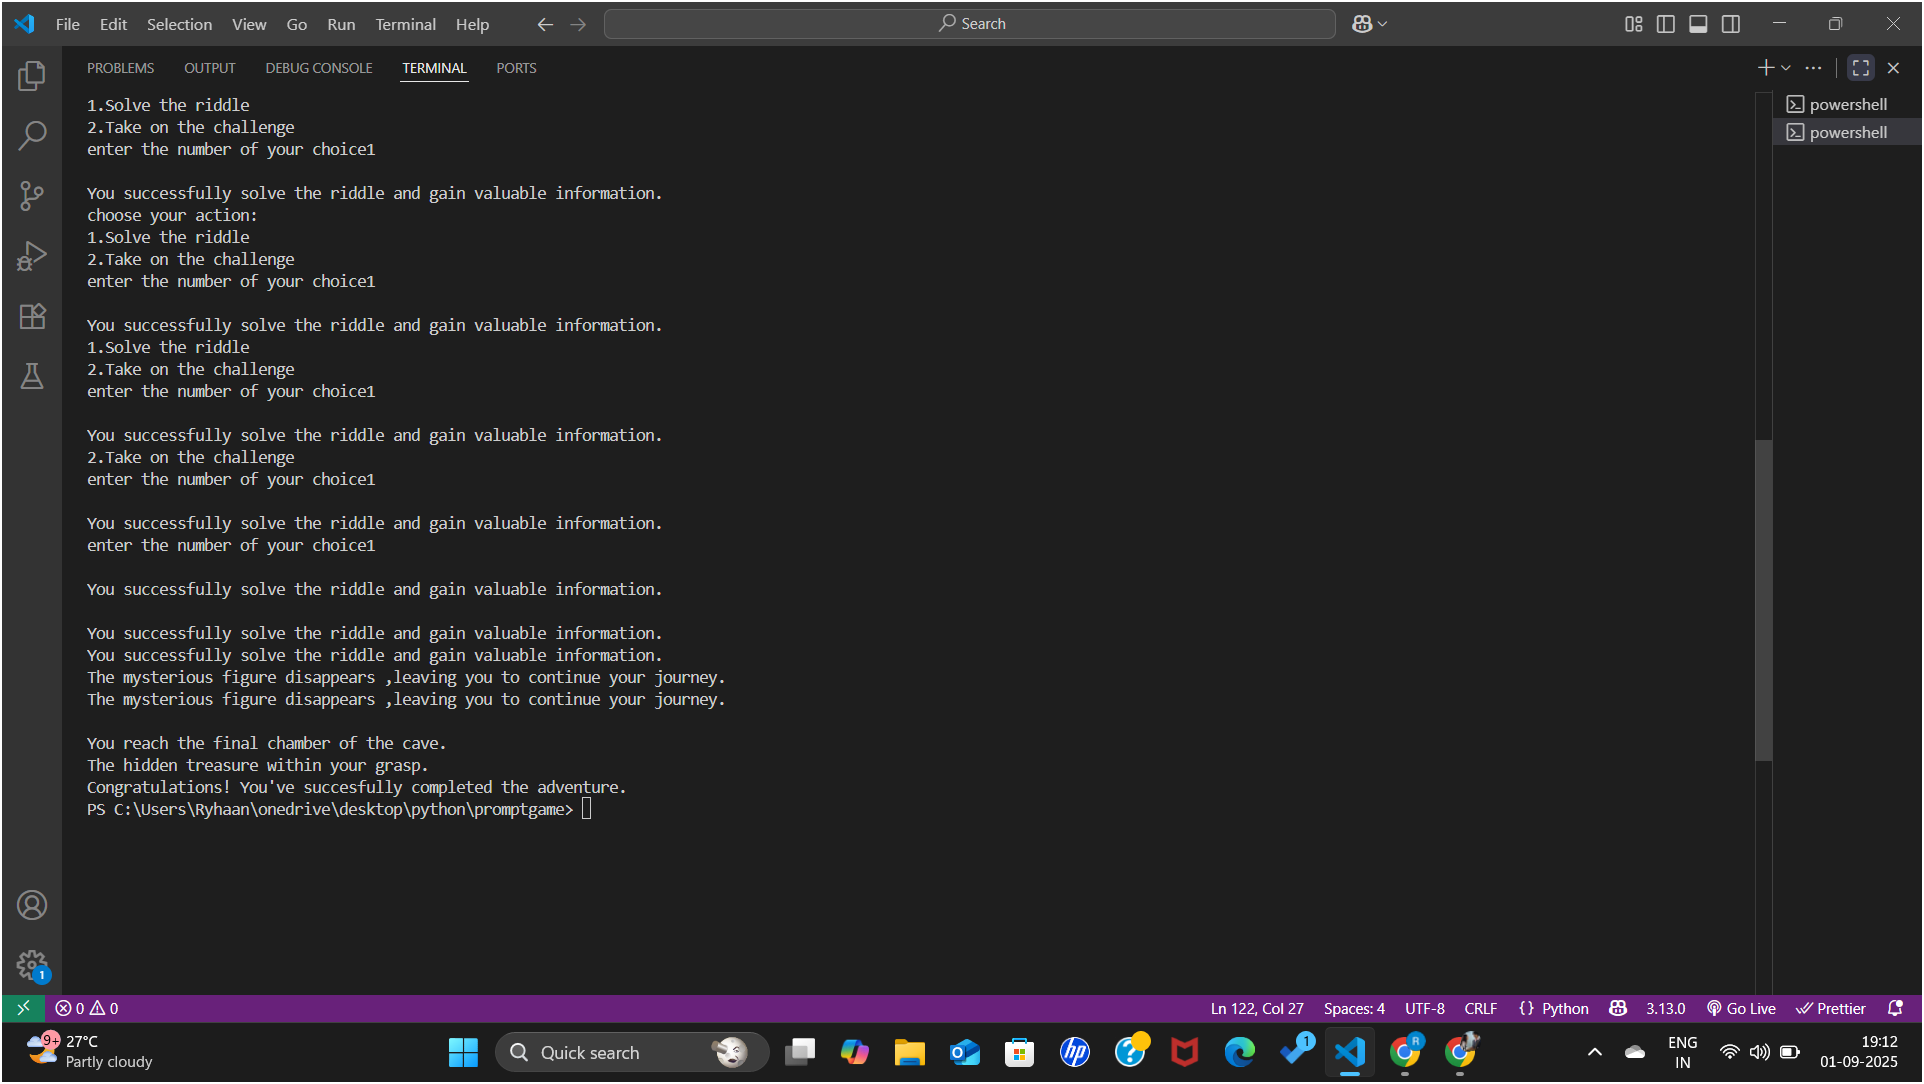 File Edit Selection View Go Run Terminal Help
Search
PROBLEMS OUTPUT DEBUG CONSOLE TERMINAL PORTS
powershell
powershell
1.Solve the riddle
2.Take on the challenge
enter the number of your choice1
You successfully solve the riddle and gain valuable information.
choose your action:
1.Solve the riddle
2.Take on the challenge
enter the number of your choice1
You successfully solve the riddle and gain valuable information.
1.Solve the riddle
2.Take on the challenge
enter the number of your choice1
You successfully solve the riddle and gain valuable information.
2.Take on the challenge
enter the number of your choice1
You successfully solve the riddle and gain valuable information.
enter the number of your choice1
You successfully solve the riddle and gain valuable information.
You successfully solve the riddle and gain valuable information.
You successfully solve the riddle and gain valuable information.
The mysterious figure disappears ,leaving you to continue your journey.
The mysterious figure disappears ,leaving you to continue your journey.
You reach the final chamber of the cave.
The hidden treasure within your grasp.
Congratulations! You've succesfully completed the adventure.
PS C:\Users\Ryhaan\onedrive\desktop\python\promptgame>
1
0 0 Ln 122, Col 27 Spaces: 4 UTF-8 CRLF {} Python 3.13.0 Go Live Prettier
9+
27°C
Partly cloudy
Quick search
hp
1
R
ENG
IN
19:12
01-09-2025